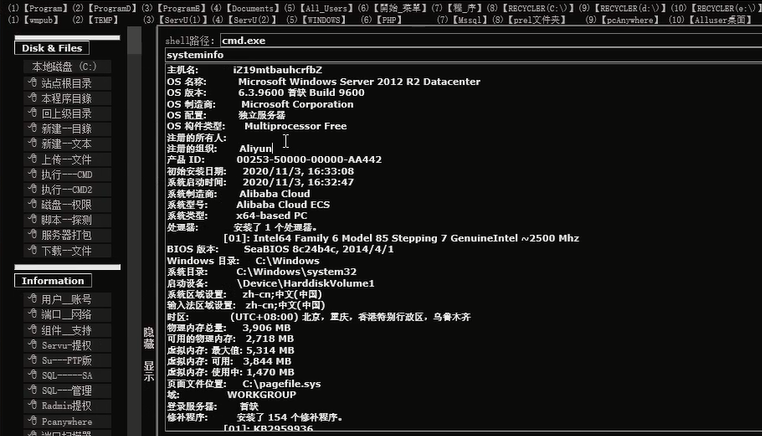 (1)【Program】(2)【ProgramD】(3)【ProgramE】(4)【Documents】(5)【All_Users】(6)【開始_菜單】(7)【程_序】(8)【RECYCLER(C:\)】(9)【RECYCLER(d:\)】(10)【RECYCLER(e:\)】
(1)【wmpub】(2)【TEMP】(3)【ServU(1)】(4)【ServU(2)】(5)【WINDOWS】(6)【PHP】(7)【Mssql】(8)【prel文件夹】(9)【pcAnywhere】(10)【Alluser桌面】
Disk & Files
本地磁盘 (C:)
站点根目录
本程序目錄
回上级目录
新建—目錄
新建—文本
上传—文件
执行---CMD
执行—CMD2
磁盘—权限
脚本—探测
服务器打包
下载—文件
Information
用户__账号
端口__网络
组件__支持
Servu-提权
Su---FTP版
SQL-----SA
SQL---管理
Radmin提权
Pcanywhere
端口扫描器
隐藏 显示
shell路径: cmd.exe
systeminfo
主机名: iZ19mtbauhcrfbZ
OS 名称: Microsoft Windows Server 2012 R2 Datacenter
OS 版本: 6.3.9600 暂缺 Build 9600
OS 制造商: Microsoft Corporation
OS 配置: 独立服务器
OS 构件类型: Multiprocessor Free
注册的所有人:
注册的组织: Aliyun
产品 ID: 00253-50000-00000-AA442
初始安装日期: 2020/11/3, 16:33:08
系统启动时间: 2020/11/3, 16:32:47
系统制造商: Alibaba Cloud
系统型号: Alibaba Cloud ECS
系统类型: x64-based PC
处理器: 安装了 1 个处理器。
[01]: Intel64 Family 6 Model 85 Stepping 7 GenuineIntel ~2500 Mhz
BIOS 版本: SeaBIOS 8c24b4c, 2014/4/1
Windows 目录: C:\Windows
系统目录: C:\Windows\system32
启动设备: \Device\HarddiskVolume1
系统区域设置: zh-cn;中文(中国)
输入法区域设置: zh-cn;中文(中国)
时区: (UTC+08:00) 北京，重庆，香港特别行政区，乌鲁木齐
物理内存总量: 3,906 MB
可用的物理内存: 2,718 MB
虚拟内存: 最大值: 5,314 MB
虚拟内存: 可用: 3,844 MB
虚拟内存: 使用中: 1,470 MB
页面文件位置: C:\pagefile.sys
域: WORKGROUP
登录服务器: 暂缺
修补程序: 安装了 154 个修补程序。
[01]: KB2959936